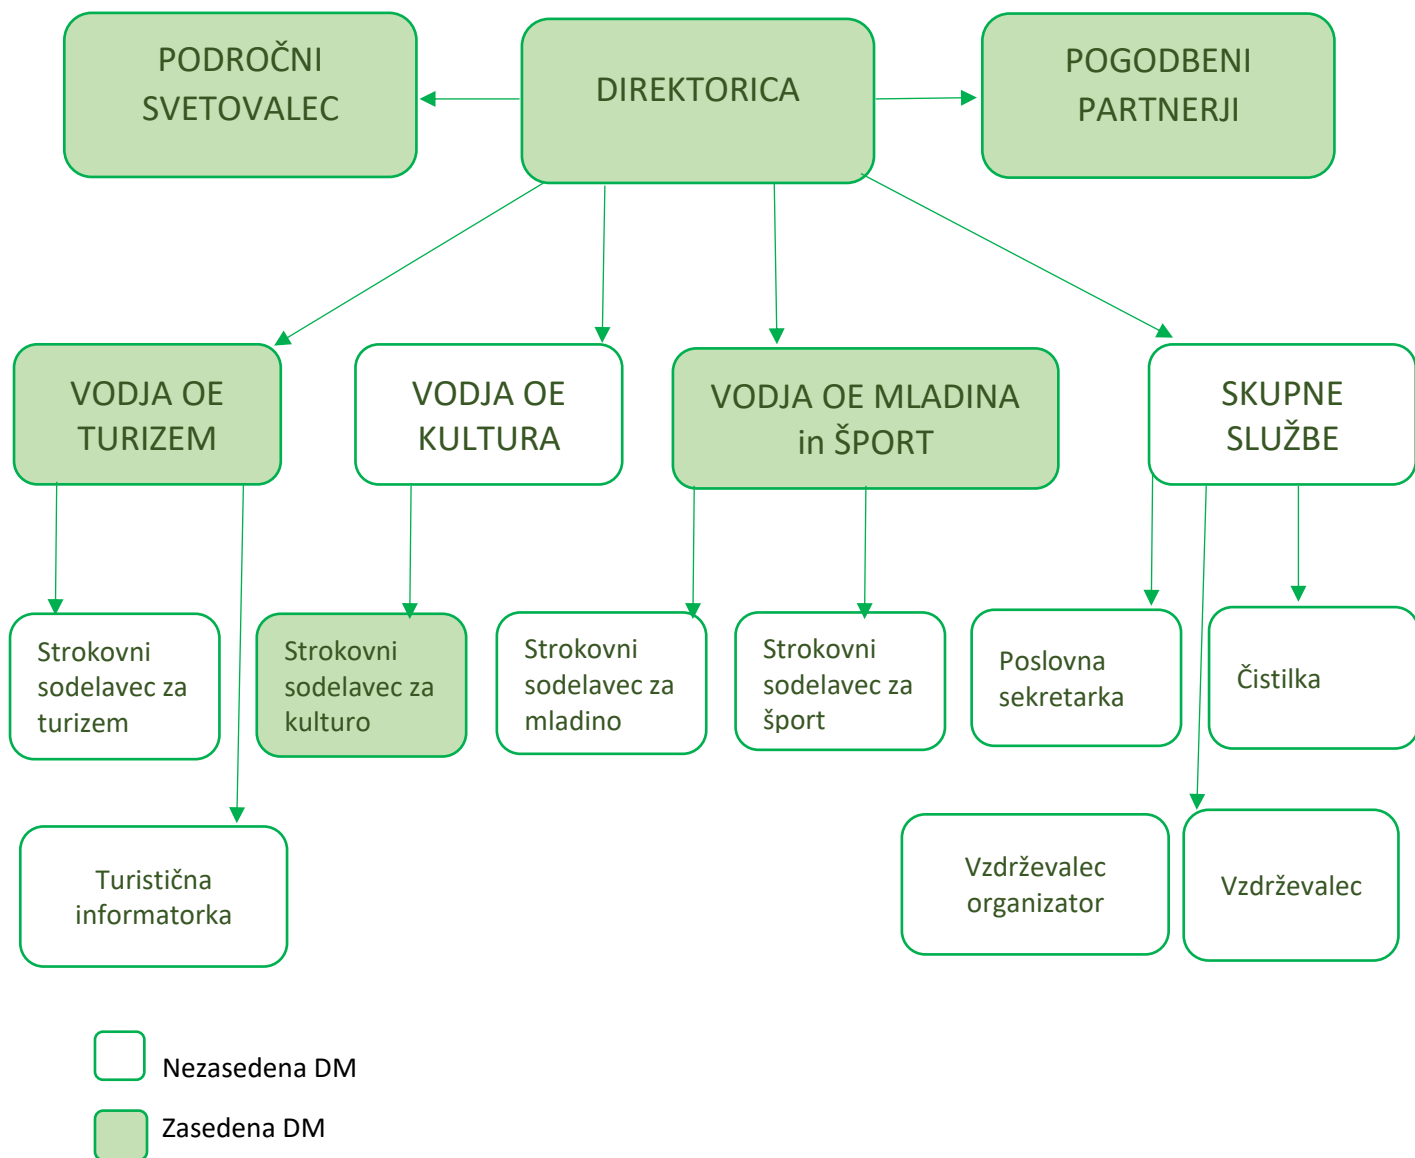 PODROČNI
SVETOVALEC
DIREKTORICA
POGODBENI
PARTNERJI
VODJA OE
TURIZEM
VODJA OE
KULTURA
VODJA OE MLADINA
in ŠPORT
SKUPNE
SLUŽBE
Strokovni
sodelavec za
turizem
Strokovni
sodelavec za
kulturo
Strokovni
sodelavec za
mladino
Strokovni
sodelavec za
šport
Poslovna
sekretarka
Čistilka
Turistična
informatorka
Vzdrževalec
organizator
Vzdrževalec
Nezasedena DM
Zasedena DM